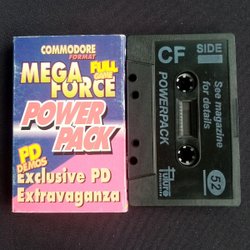 COMMODORE
FORMAT
MEGA
FORCE
FULL
GAME
POWER
PACK
PD
DEMOS
Exclusive PD
Extravaganza
CF
SIDE
POWERPACK
See magazine
for details
Future
52